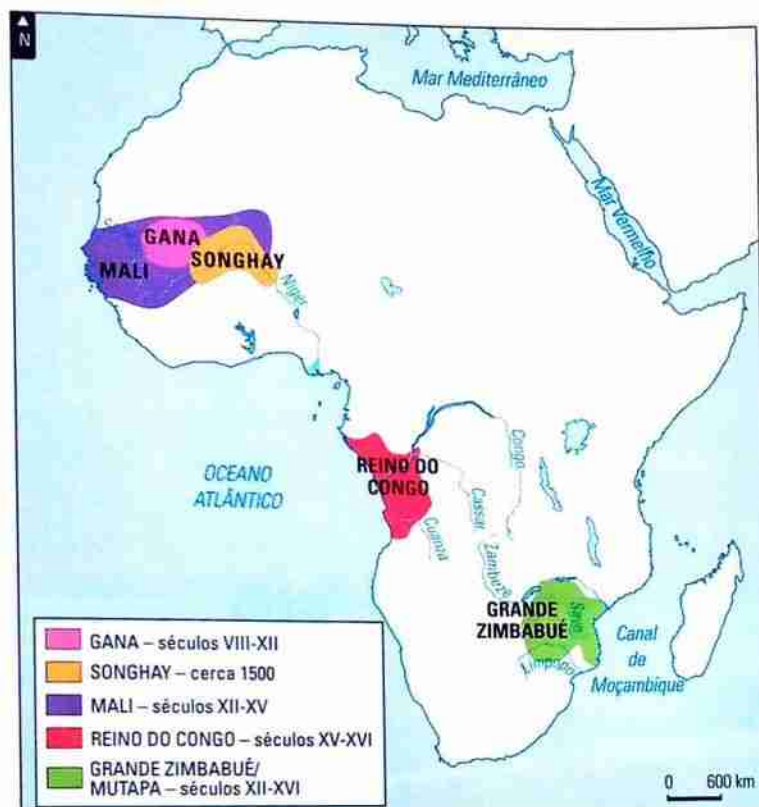 N
Mar Mediterrâneo
Mar Vermelho
GANA
MALI
SONGHAY
Níger
OCEANO
ATLÂNTICO
REINO DO
CONGO
Congo
Cassai
Cuanza
Zambeze
GRANDE
ZIMBABUÉ
Save
Limpopo
Canal
de
Moçambique
GANA – séculos VIII-XII
SONGHAY – cerca 1500
MALI – séculos XII-XV
REINO DO CONGO – séculos XV-XVI
GRANDE ZIMBABUÉ/
MUTAPA – séculos XII-XVI
0 600 km